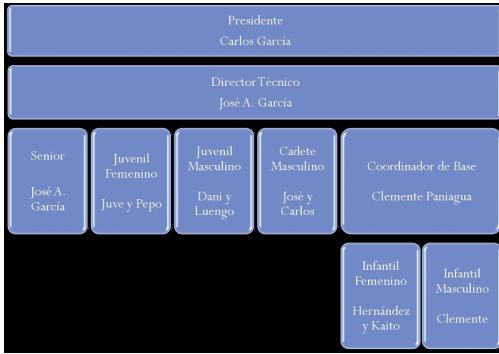 Presidente
Carlos García
Director Técnico
José A. García
Senior
José A.
García
Juvenil
Femenino
Juve y Pepo
Juvenil
Masculino
Dani y
Luengo
Cadete
Masculino
José y
Carlos
Coordinador de Base
Clemente Paniagua
Infantil
Femenino
Hernández
y Kaito
Infantil
Masculino
Clemente